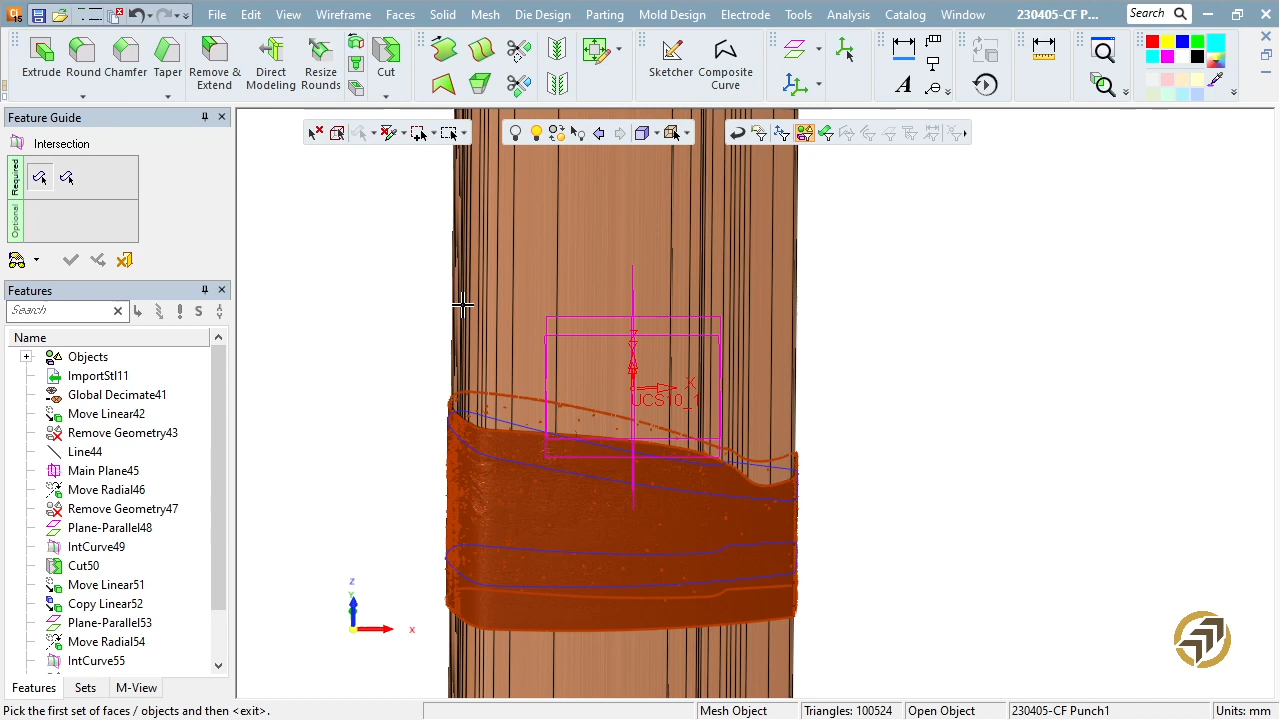 File Edit View Wireframe Faces Solid Mesh Die Design Parting Mold Design Electrode Tools Analysis Catalog Window 230405-CF P... Search
Extrude Round Chamfer Taper Remove & Extend Direct Modeling Resize Rounds Cut Sketcher Composite Curve
Feature Guide
Intersection
Required
Optional
Features
Search
Name
Objects
ImportStl11
Global Decimate41
Move Linear42
Remove Geometry43
Line44
Main Plane45
Move Radial46
Remove Geometry47
Plane-Parallel48
IntCurve49
Cut50
Move Linear51
Copy Linear52
Plane-Parallel53
Move Radial54
IntCurve55
Features Sets M-View
X
UCS10_1
Z
Y
X
Pick the first set of faces / objects and then <exit>. Mesh Object Triangles: 100524 Open Object 230405-CF Punch1 Units: mm